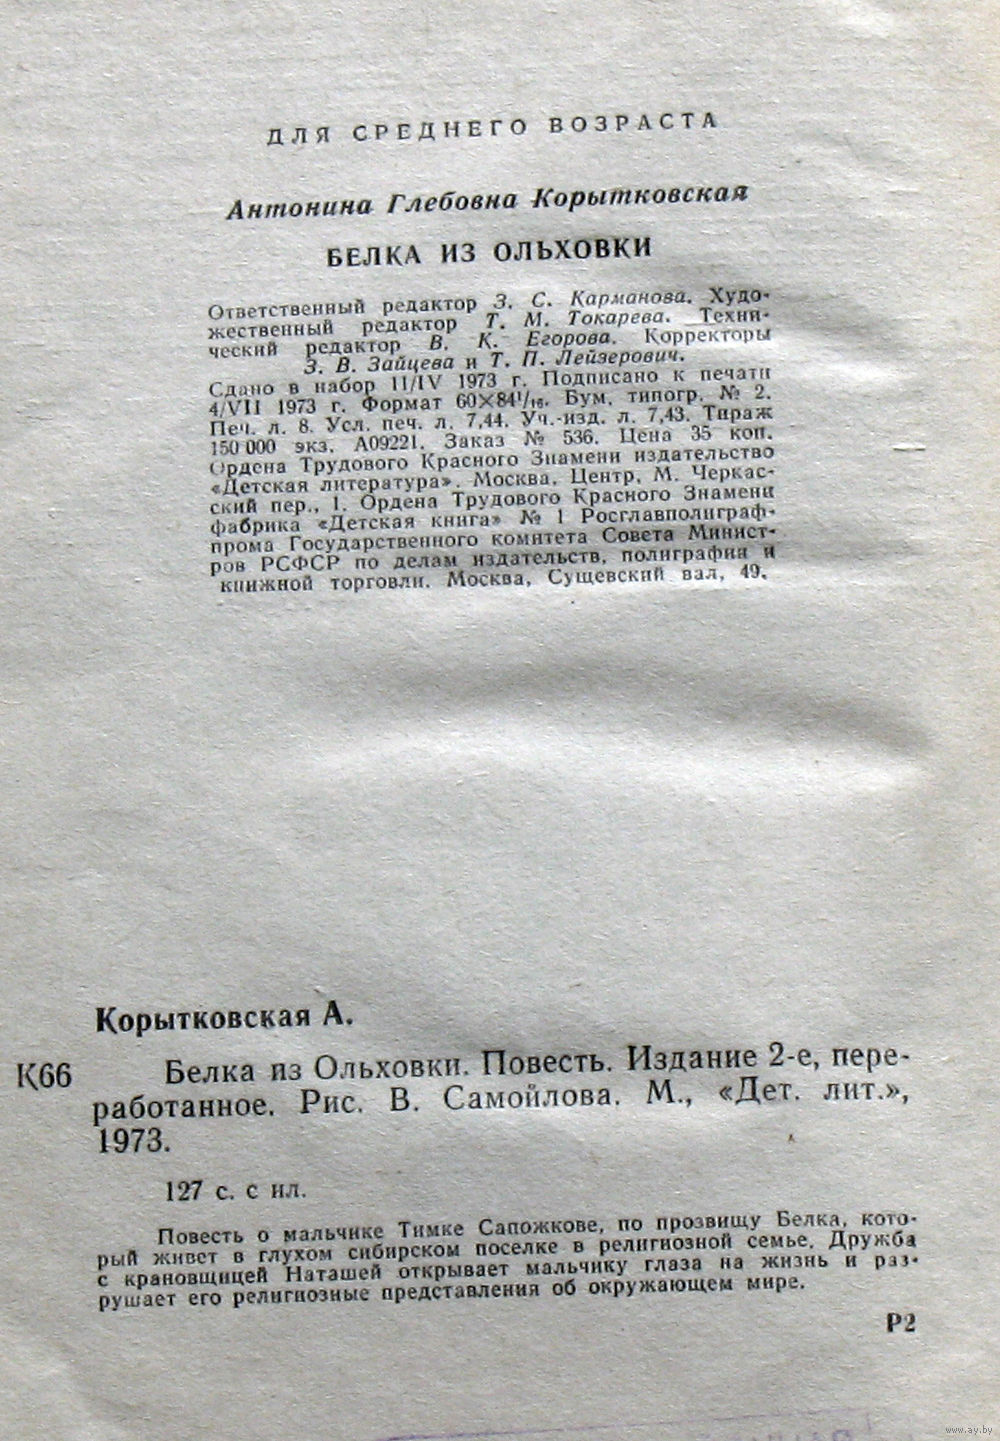 ДЛЯ СРЕДНЕГО ВОЗРАСТА
Антонина Глебовна Корытковская
БЕЛКА ИЗ ОЛЬХОВКИ
Ответственный редактор З. С. Карманова. Худо-
жественный редактор Т. М. Токарева. Техни-
ческий редактор В. К. Егорова. Корректоры
З. В. Зайцева и Т. П. Лейзерович.
Сдано в набор 11/IV 1973 г. Подписано к печати
4/VII 1973 г. Формат 60×84¹/₁₆. Бум. типогр. № 2.
Печ. л. 8. Усл. печ. л. 7,44. Уч.-изд. л. 7,43. Тираж
150 000 экз. А09221. Заказ № 536. Цена 35 коп.
Ордена Трудового Красного Знамени издательство
«Детская литература». Москва, Центр, М. Черкас-
ский пер., 1. Ордена Трудового Красного Знамени
фабрика «Детская книга» № 1 Росглавполиграф-
прома Государственного комитета Совета Минист-
ров РСФСР по делам издательств, полиграфии и
книжной торговли. Москва, Сущевский вал, 49.
Корытковская А.
К66 Белка из Ольховки. Повесть. Издание 2-е, пере-
работанное. Рис. В. Самойлова. М., «Дет. лит.»,
1973.
127 с. с ил.
Повесть о мальчике Тимке Сапожкове, по прозвищу Белка, кото-
рый живет в глухом сибирском поселке в религиозной семье. Дружба
с крановщицей Наташей открывает мальчику глаза на жизнь и раз-
рушает его религиозные представления об окружающем мире.
Р2
www.ay.by